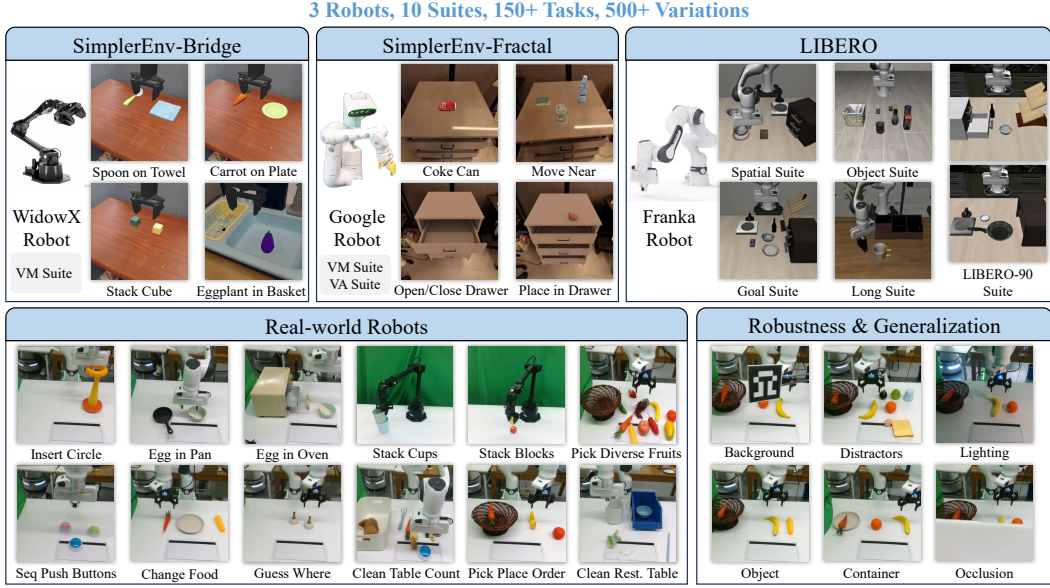 3 Robots, 10 Suites, 150+ Tasks, 500+ Variations
SimplerEnv-Bridge
Spoon on Towel
Carrot on Plate
WidowX
Robot
VM Suite
Stack Cube
Eggplant in Basket
SimplerEnv-Fractal
Coke Can
Move Near
Google
Robot
VM Suite
VA Suite
Open/Close Drawer
Place in Drawer
LIBERO
Spatial Suite
Object Suite
Franka
Robot
Goal Suite
Long Suite
LIBERO-90
Suite
Real-world Robots
Insert Circle
Egg in Pan
Egg in Oven
Stack Cups
Stack Blocks
Pick Diverse Fruits
Seq Push Buttons
Change Food
Guess Where
Clean Table Count
Pick Place Order
Clean Rest. Table
Robustness & Generalization
Background
Distractors
Lighting
Object
Container
Occlusion